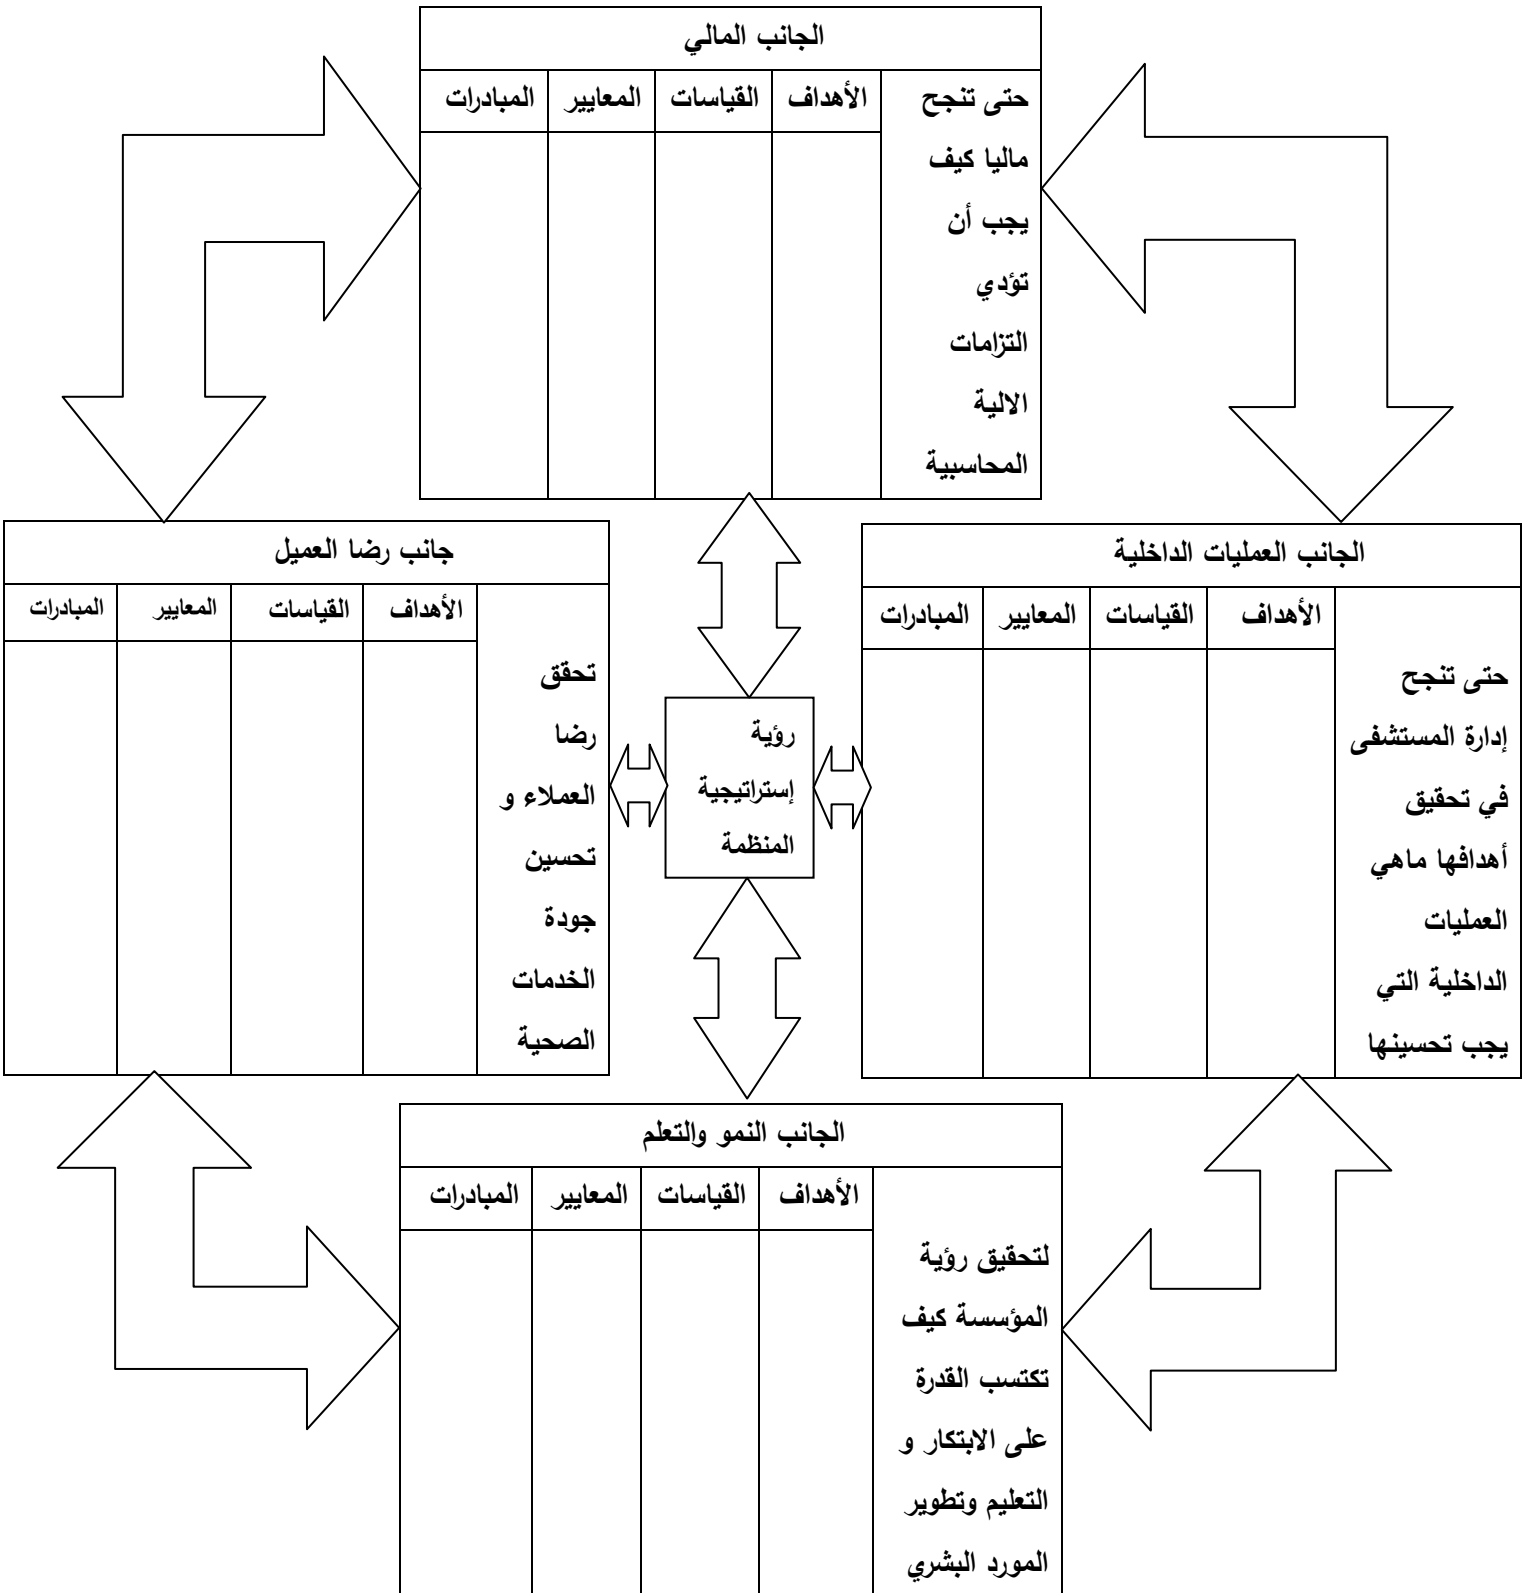 الجانب المالي
حتى تنجح الأهداف القياسات المعايير المبادرات
ماليا كيف
يجب أن
تؤدي
التزامات
الالية
المحاسبية
الجانب العمليات الداخلية
الأهداف القياسات المعايير المبادرات
حتى تنجح
إدارة المستشفى
في تحقيق
أهدافها ماهي
العمليات
الداخلية التي
يجب تحسينها
رؤية
إستراتيجية
المنظمة
جانب رضا العميل
الأهداف القياسات المعايير المبادرات
تحقق
رضا
العملاء و
تحسين
جودة
الخدمات
الصحية
الجانب النمو والتعلم
الأهداف القياسات المعايير المبادرات
لتحقيق رؤية
المؤسسة كيف
تكتسب القدرة
على الابتكار و
التعليم وتطوير
المورد البشري